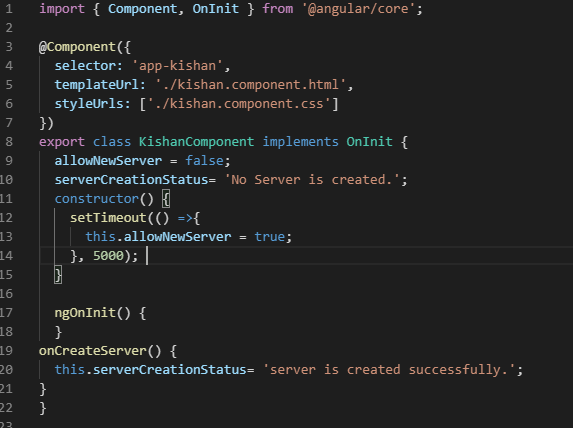 1 import { Component, OnInit } from '@angular/core';
2
3 @Component({
4   selector: 'app-kishan',
5   templateUrl: './kishan.component.html',
6   styleUrls: ['./kishan.component.css']
7 })
8 export class KishanComponent implements OnInit {
9   allowNewServer = false;
10   serverCreationStatus= 'No Server is created.';
11   constructor() {
12     setTimeout(() =>{
13       this.allowNewServer = true;
14     }, 5000);
15   }
16
17   ngOnInit() {
18   }
19 onCreateServer() {
20   this.serverCreationStatus= 'server is created successfully.';
21 }
22 }
23